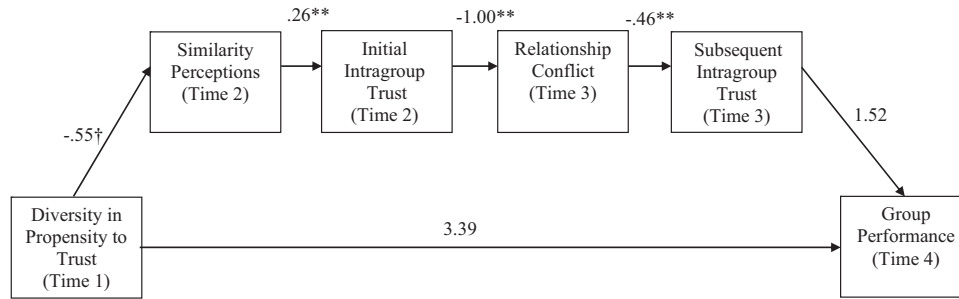 .26**
-1.00**
-.46**
Similarity
Perceptions
(Time 2)
Initial
Intragroup
Trust
(Time 2)
Relationship
Conflict
(Time 3)
Subsequent
Intragroup
Trust
(Time 3)
-.55†
1.52
Diversity in
Propensity to
Trust
(Time 1)
3.39
Group
Performance
(Time 4)